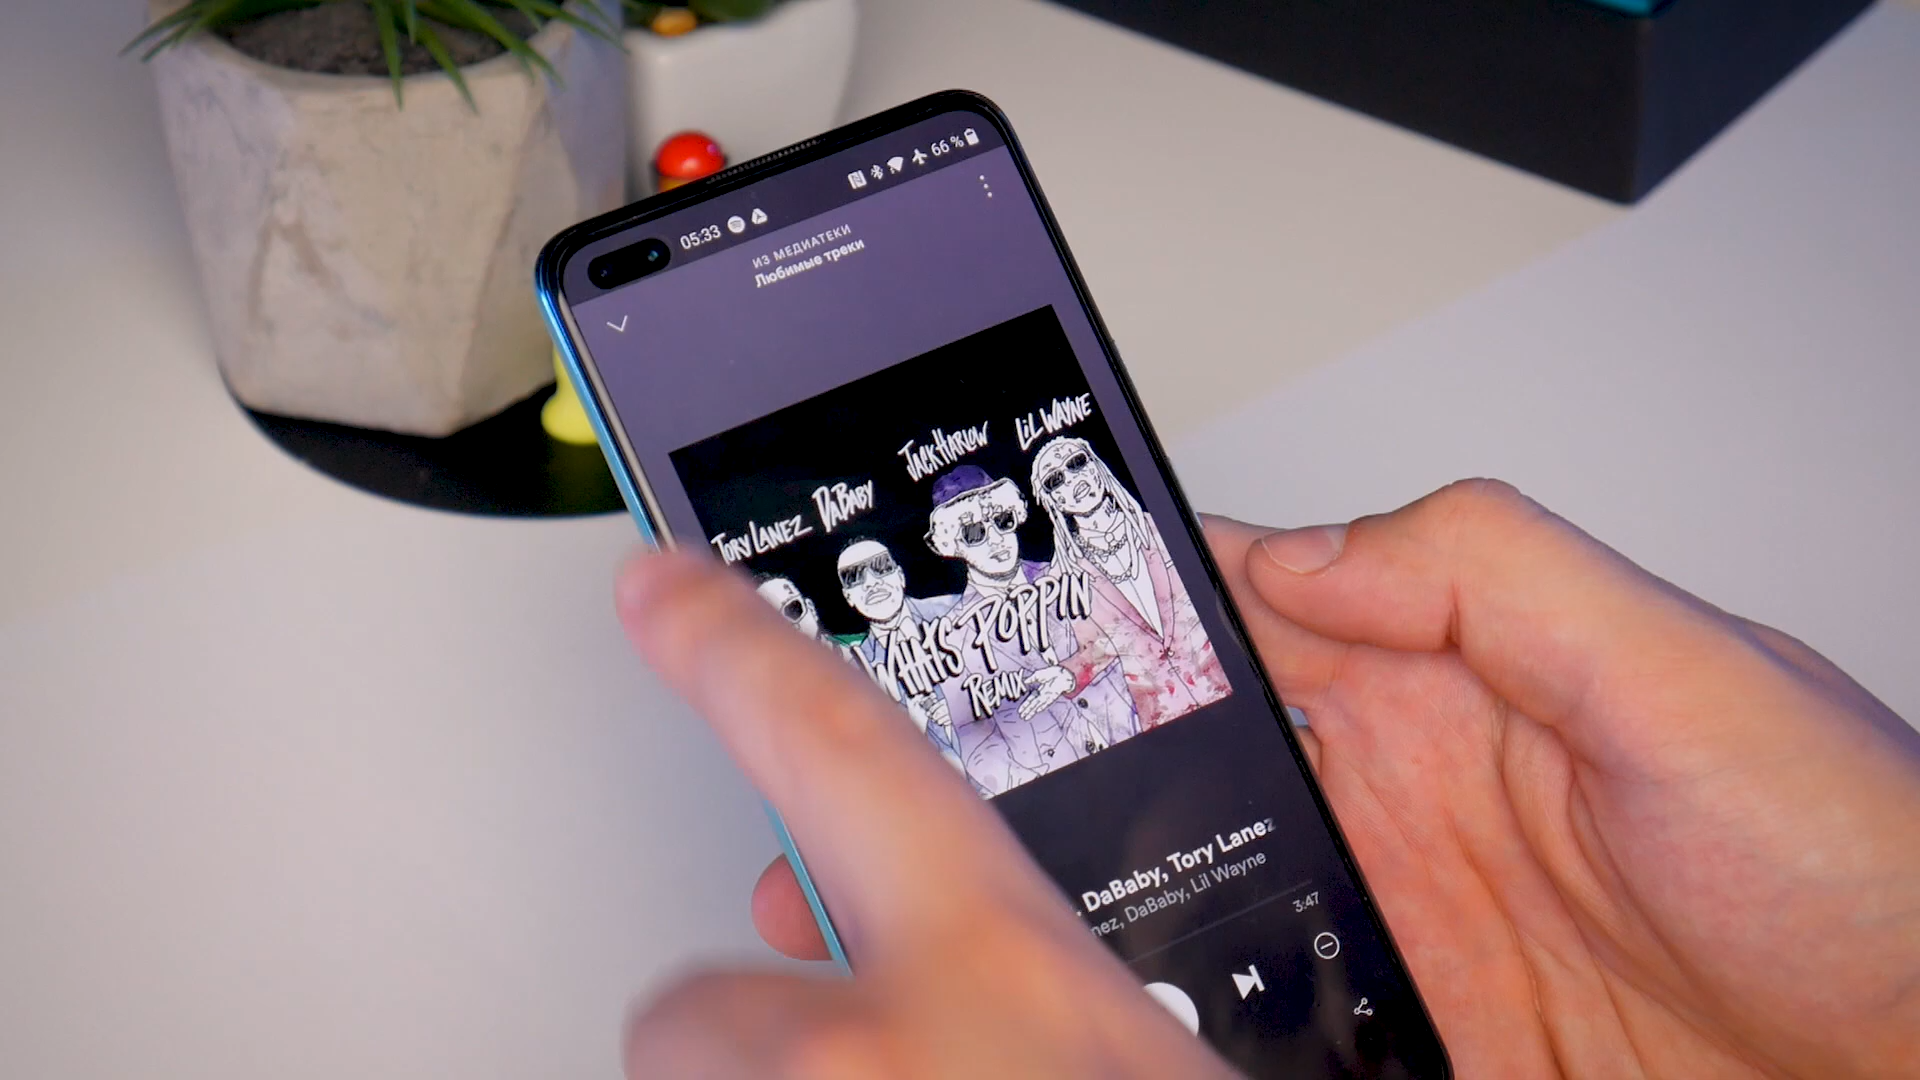 05:33
66 %
ИЗ МЕДИАТЕКИ
Любимые треки
TORY LANEZ
DABABY
JACK HARLOW
LiL WAYNE
WHATS POPPIN
REMIX
, DaBaby, Tory Lanez
nez, DaBaby, Lil Wayne
3:47